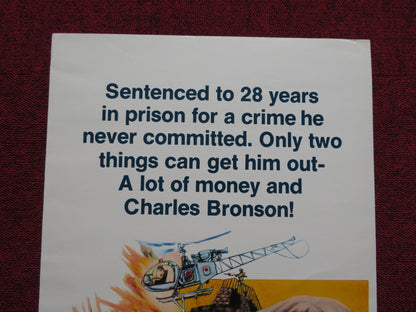 Sentenced to 28 years
in prison for a crime he
never committed. Only two
things can get him out-
A lot of money and
Charles Bronson!